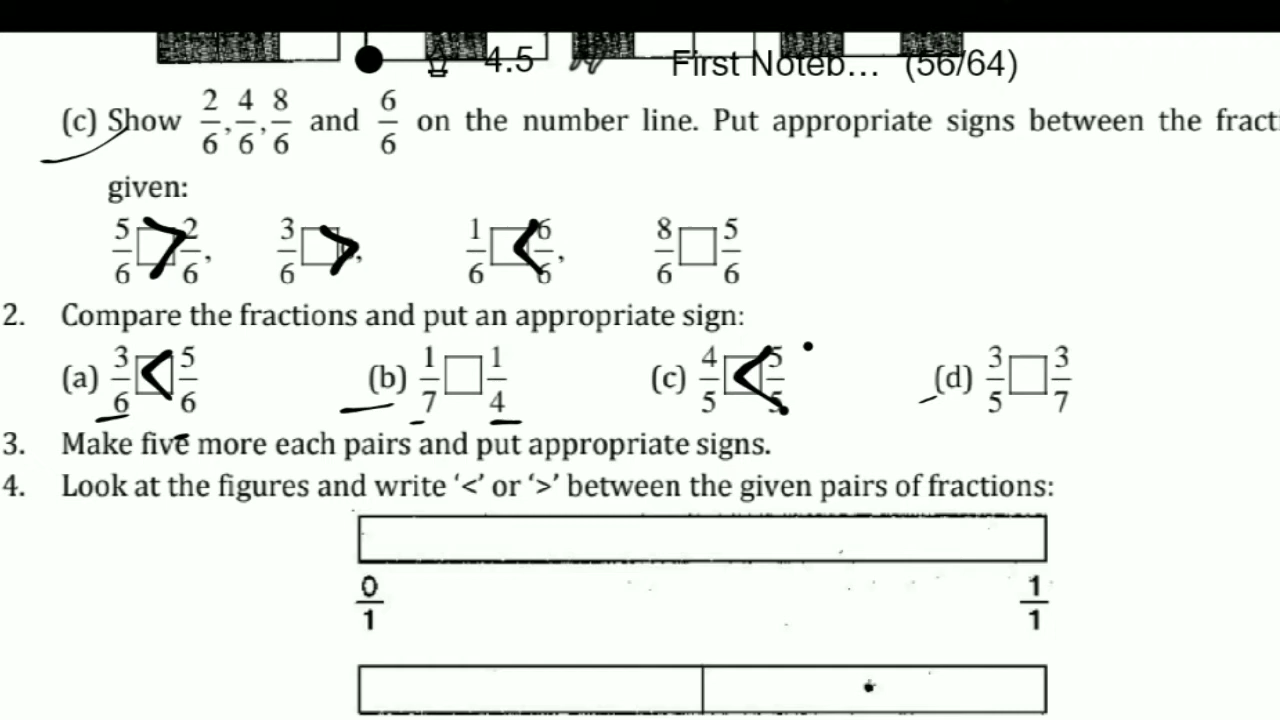 4.5 First Noteb... (56/64)
(c) Show 2/6, 4/6, 8/6 and 6/6 on the number line. Put appropriate signs between the fracti
given:
5/6 □ > 2/6, 3/6 □ > , 1/6 □ < 6/6, 8/6 □ 5/6
2. Compare the fractions and put an appropriate sign:
(a) 3/6 □ < 5/6 (b) 1/7 □ 1/4 (c) 4/5 □ < 5/5 (d) 3/5 □ 3/7
3. Make five more each pairs and put appropriate signs.
4. Look at the figures and write '<' or '>' between the given pairs of fractions:
0/1 1/1